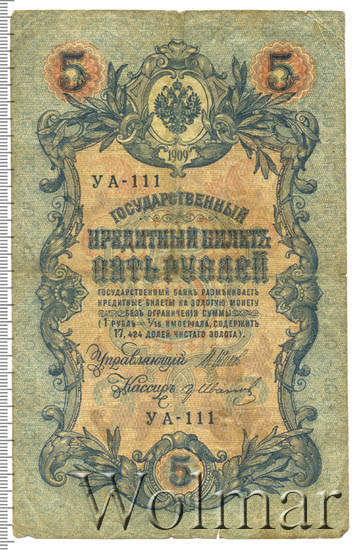 5 5
1909
УА-111
ГОСУДАРСТВЕННЫЙ
КРЕДИТНЫЙ БИЛЕТЪ
ПЯТЬ РУБЛЕЙ
ГОСУДАРСТВЕННЫЙ БАНКЪ РАЗМѢНИВАЕТЪ
КРЕДИТНЫЕ БИЛЕТЫ НА ЗОЛОТУЮ МОНЕТУ
БЕЗЪ ОГРАНИЧЕНІЯ СУММЫ
(1 РУБЛЬ = 1/15 ИМПЕРІАЛА, СОДЕРЖИТЪ
17,424 ДОЛЕЙ ЧИСТАГО ЗОЛОТА).
Управляющій
Кассиръ
УА-111
5
Wolmar